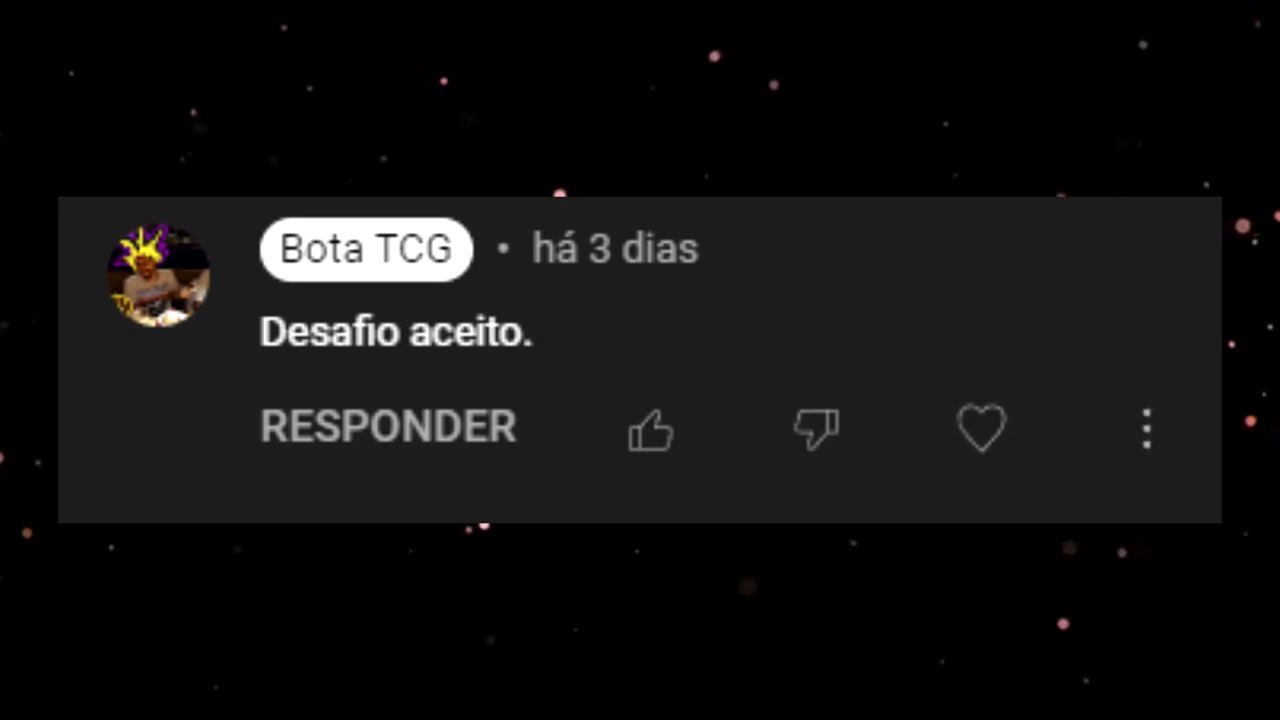 Bota TCG • há 3 dias
Desafio aceito.
RESPONDER